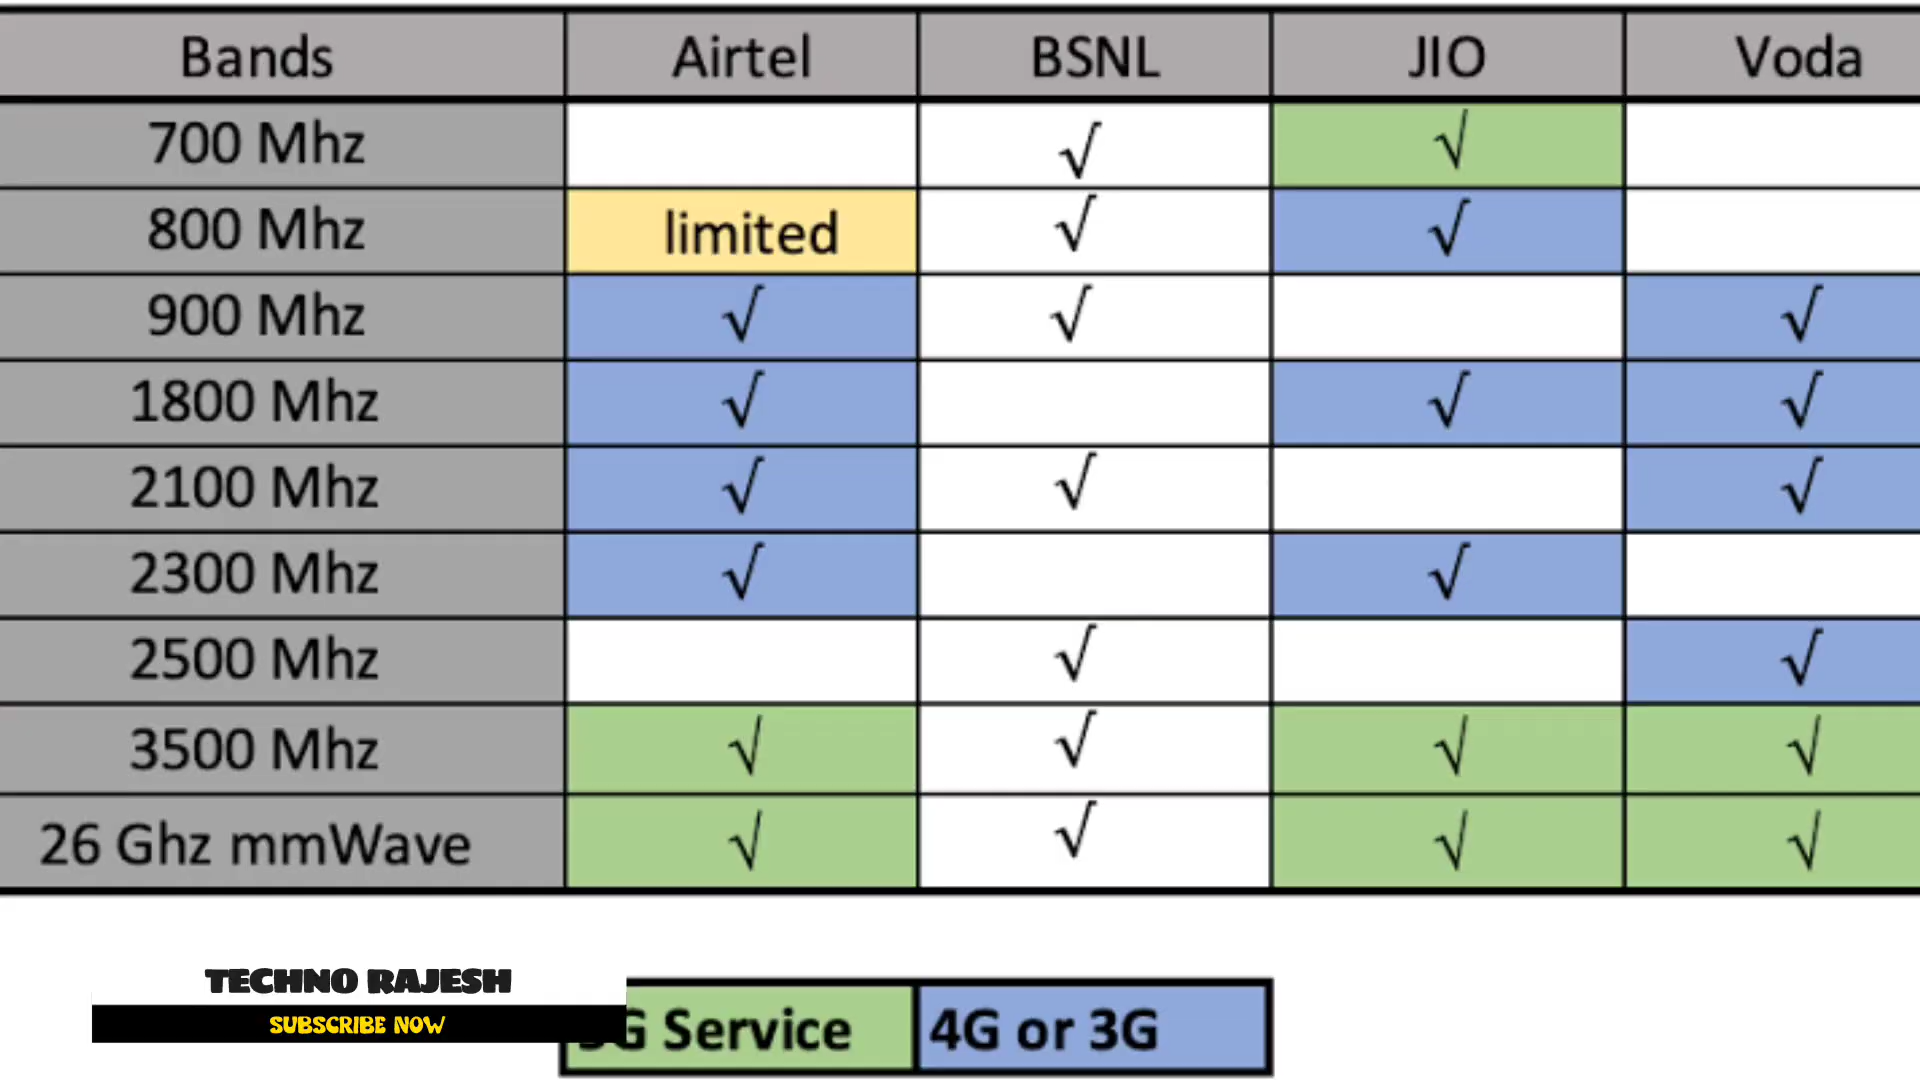 Bands Airtel BSNL JIO Voda
700 Mhz √ √
800 Mhz limited √ √
900 Mhz √ √ √
1800 Mhz √ √ √
2100 Mhz √ √ √
2300 Mhz √ √
2500 Mhz √ √
3500 Mhz √ √ √ √
26 Ghz mmWave √ √ √ √
TECHNO RAJESH
SUBSCRIBE NOW
Service 4G or 3G